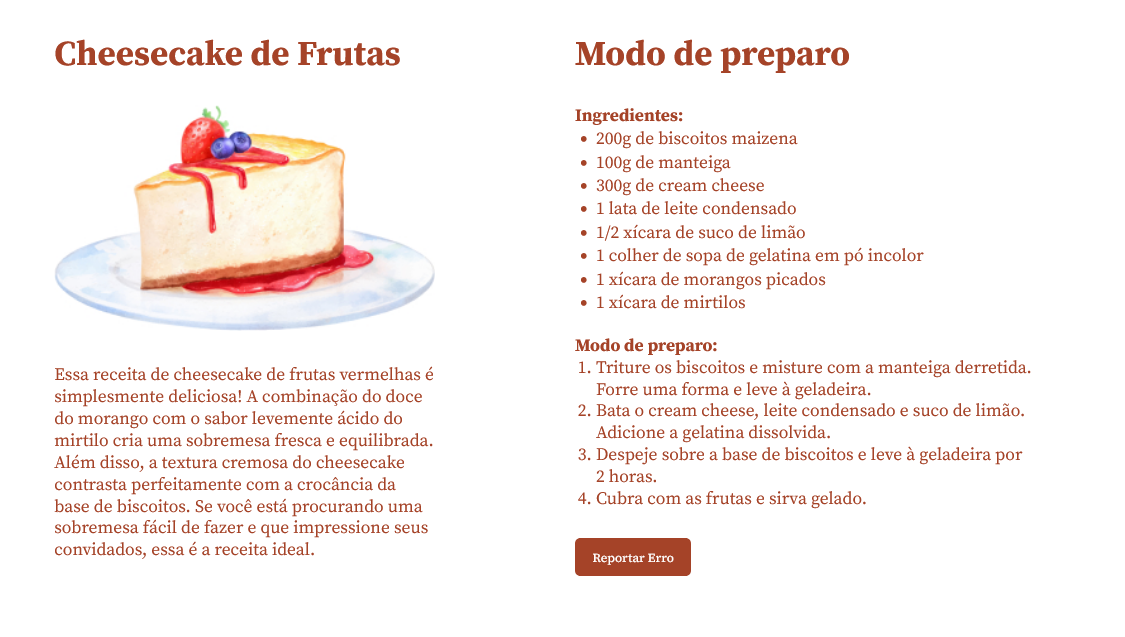 Cheesecake de Frutas
Essa receita de cheesecake de frutas vermelhas é
simplesmente deliciosa! A combinação do doce
do morango com o sabor levemente ácido do
mirtilo cria uma sobremesa fresca e equilibrada.
Além disso, a textura cremosa do cheesecake
contrasta perfeitamente com a crocância da
base de biscoitos. Se você está procurando uma
sobremesa fácil de fazer e que impressione seus
convidados, essa é a receita ideal.
Modo de preparo
Ingredientes:
• 200g de biscoitos maizena
• 100g de manteiga
• 300g de cream cheese
• 1 lata de leite condensado
• 1/2 xícara de suco de limão
• 1 colher de sopa de gelatina em pó incolor
• 1 xícara de morangos picados
• 1 xícara de mirtilos
Modo de preparo:
1. Triture os biscoitos e misture com a manteiga derretida.
Forre uma forma e leve à geladeira.
2. Bata o cream cheese, leite condensado e suco de limão.
Adicione a gelatina dissolvida.
3. Despeje sobre a base de biscoitos e leve à geladeira por
2 horas.
4. Cubra com as frutas e sirva gelado.
Reportar Erro